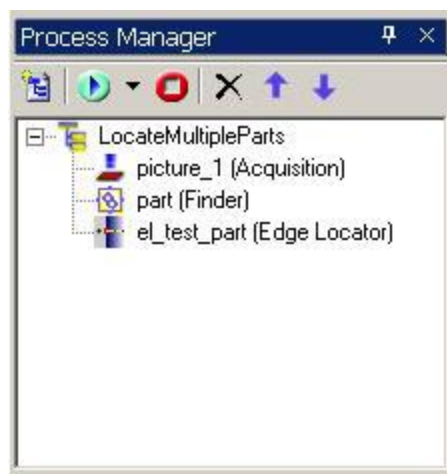 Process Manager
LocateMultipleParts
picture_1 (Acquisition)
part (Finder)
el_test_part (Edge Locator)